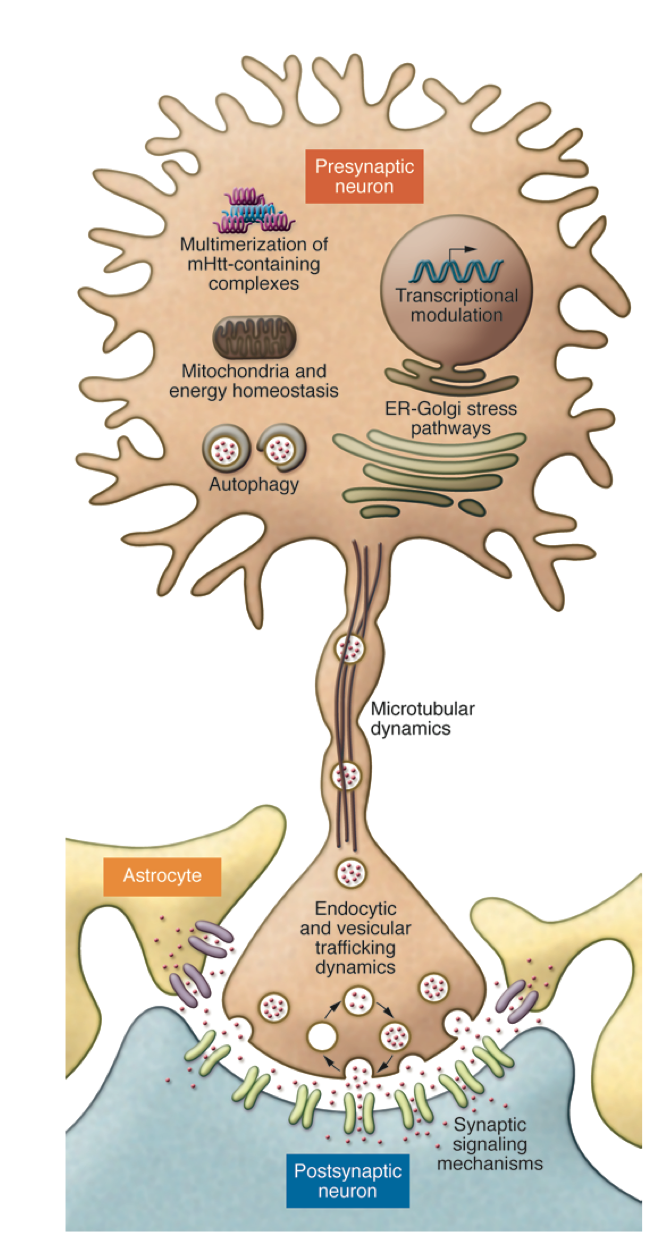 Presynaptic
neuron
Multimerization of
mHtt-containing
complexes
Transcriptional
modulation
Mitochondria and
energy homeostasis
ER-Golgi stress
pathways
Autophagy
Microtubular
dynamics
Astrocyte
Endocytic
and vesicular
trafficking
dynamics
Synaptic
signaling
mechanisms
Postsynaptic
neuron